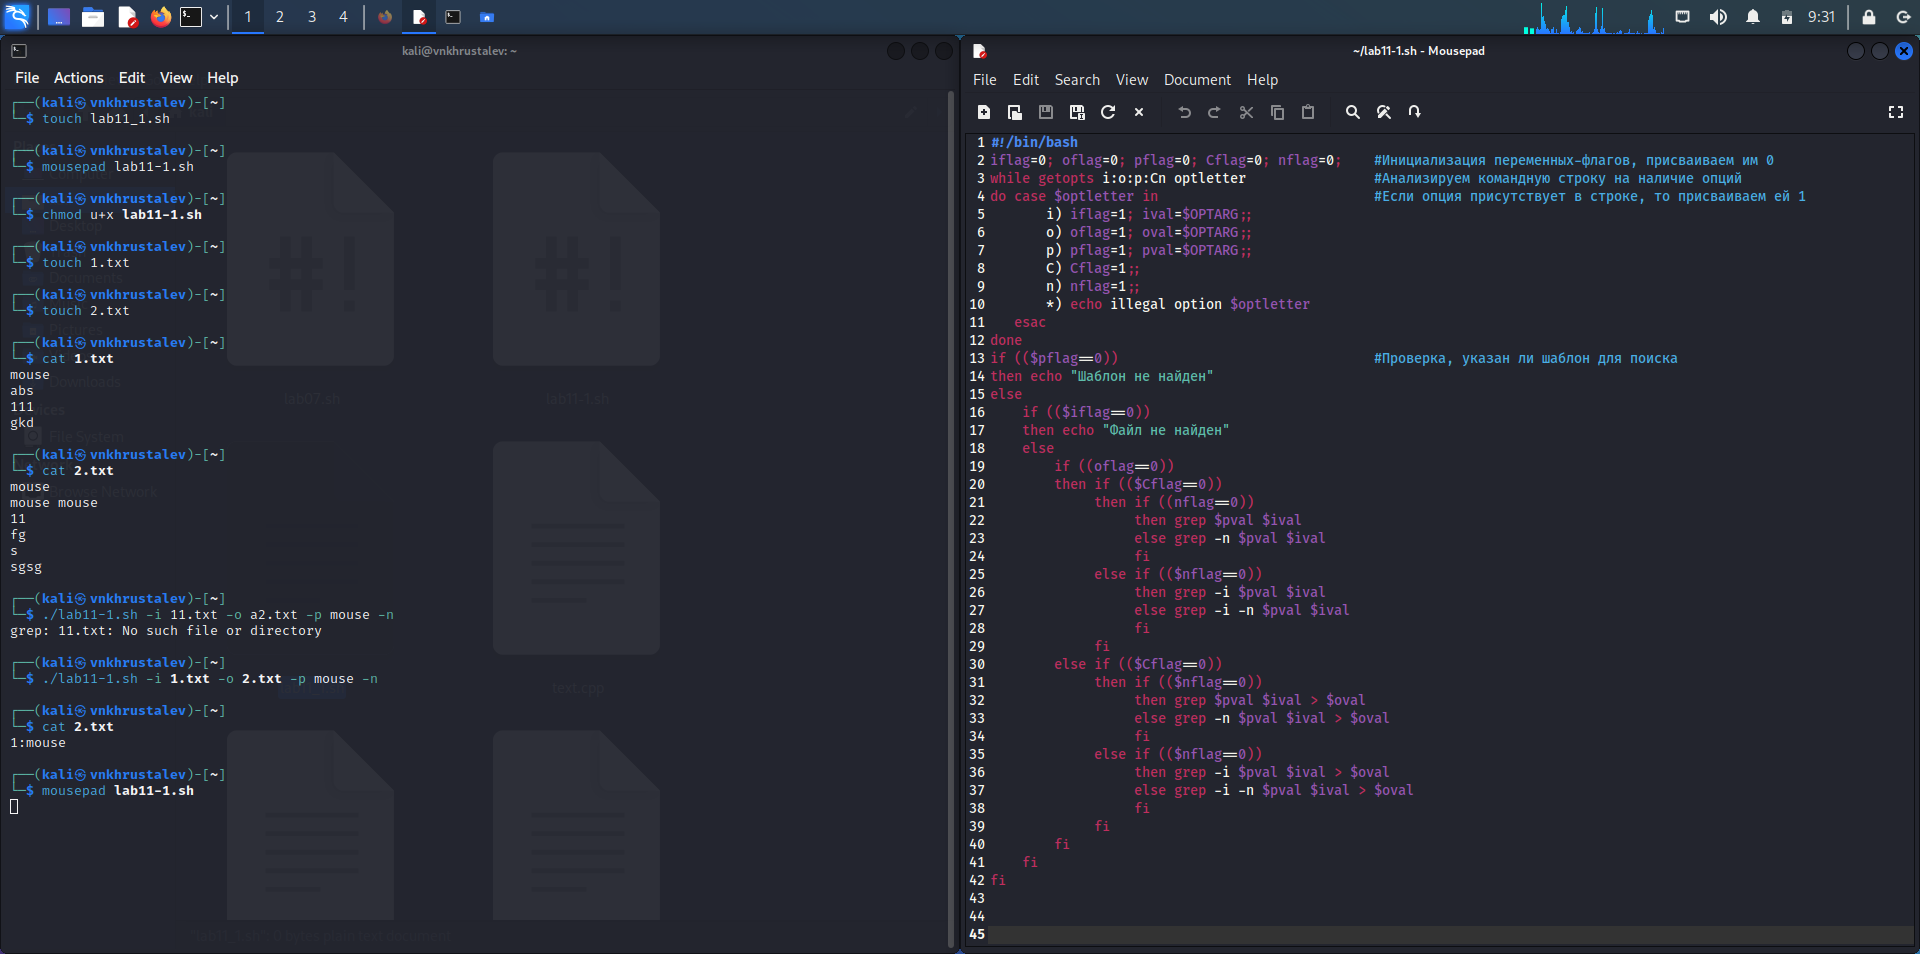 1 2 3 4 9:31
kali@vnkhrustalev: ~
File Actions Edit View Help
┌──(kali㉿vnkhrustalev)-[~]
└─$ touch lab11_1.sh
┌──(kali㉿vnkhrustalev)-[~]
└─$ mousepad lab11-1.sh
┌──(kali㉿vnkhrustalev)-[~]
└─$ chmod u+x lab11-1.sh
┌──(kali㉿vnkhrustalev)-[~]
└─$ touch 1.txt
┌──(kali㉿vnkhrustalev)-[~]
└─$ touch 2.txt
┌──(kali㉿vnkhrustalev)-[~]
└─$ cat 1.txt
mouse
abs
111
gkd
┌──(kali㉿vnkhrustalev)-[~]
└─$ cat 2.txt
mouse
mouse mouse
11
fg
s
sgsg
┌──(kali㉿vnkhrustalev)-[~]
└─$ ./lab11-1.sh -i 11.txt -o a2.txt -p mouse -n
grep: 11.txt: No such file or directory
┌──(kali㉿vnkhrustalev)-[~]
└─$ ./lab11-1.sh -i 1.txt -o 2.txt -p mouse -n
┌──(kali㉿vnkhrustalev)-[~]
└─$ cat 2.txt
1:mouse
┌──(kali㉿vnkhrustalev)-[~]
└─$ mousepad lab11-1.sh
Desktop
Documents
Pictures
Downloads
File System
Browse Network
lab07.sh
lab11-1.sh
text.cpp
~/lab11-1.sh - Mousepad
File Edit Search View Document Help
1 #!/bin/bash
2 iflag=0; oflag=0; pflag=0; Cflag=0; nflag=0; #Инициализация переменных-флагов, присваиваем им 0
3 while getopts i:o:p:Cn optletter #Анализируем командную строку на наличие опций
4 do case $optletter in #Если опция присутствует в строке, то присваиваем ей 1
5 i) iflag=1; ival=$OPTARG;;
6 o) oflag=1; oval=$OPTARG;;
7 p) pflag=1; pval=$OPTARG;;
8 C) Cflag=1;;
9 n) nflag=1;;
10 *) echo illegal option $optletter
11 esac
12 done
13 if (($pflag==0)) #Проверка, указан ли шаблон для поиска
14 then echo "Шаблон не найден"
15 else
16 if (($iflag==0))
17 then echo "Файл не найден"
18 else
19 if ((oflag==0))
20 then if (($Cflag==0))
21 then if ((nflag==0))
22 then grep $pval $ival
23 else grep -n $pval $ival
24 fi
25 else if (($nflag==0))
26 then grep -i $pval $ival
27 else grep -i -n $pval $ival
28 fi
29 fi
30 else if (($Cflag==0))
31 then if (($nflag==0))
32 then grep $pval $ival > $oval
33 else grep -n $pval $ival > $oval
34 fi
35 else if (($nflag==0))
36 then grep -i $pval $ival > $oval
37 else grep -i -n $pval $ival > $oval
38 fi
39 fi
40 fi
41 fi
42 fi
43
44
45